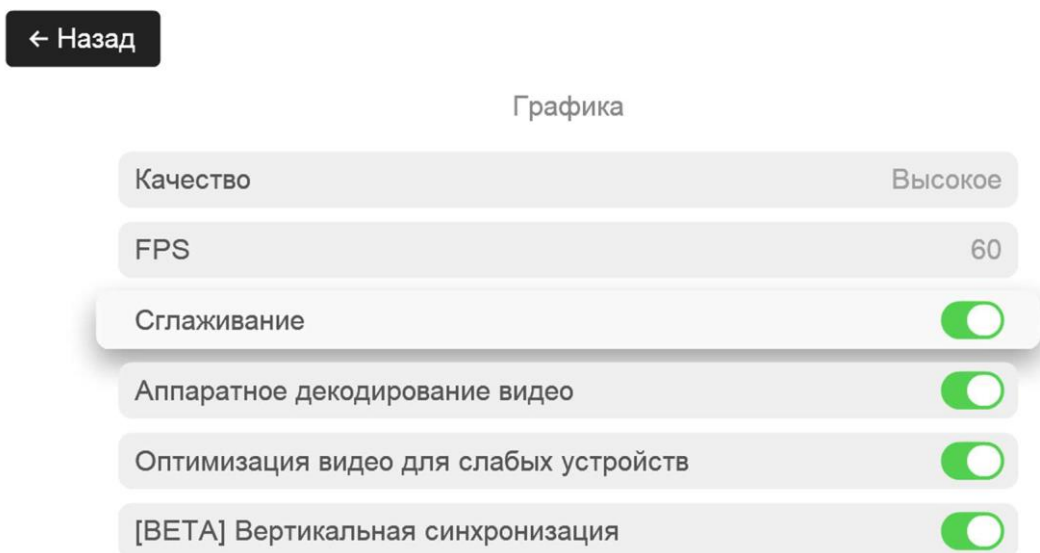 ← Назад
Графика
Качество Высокое
FPS 60
Сглаживание
Аппаратное декодирование видео
Оптимизация видео для слабых устройств
[BETA] Вертикальная синхронизация